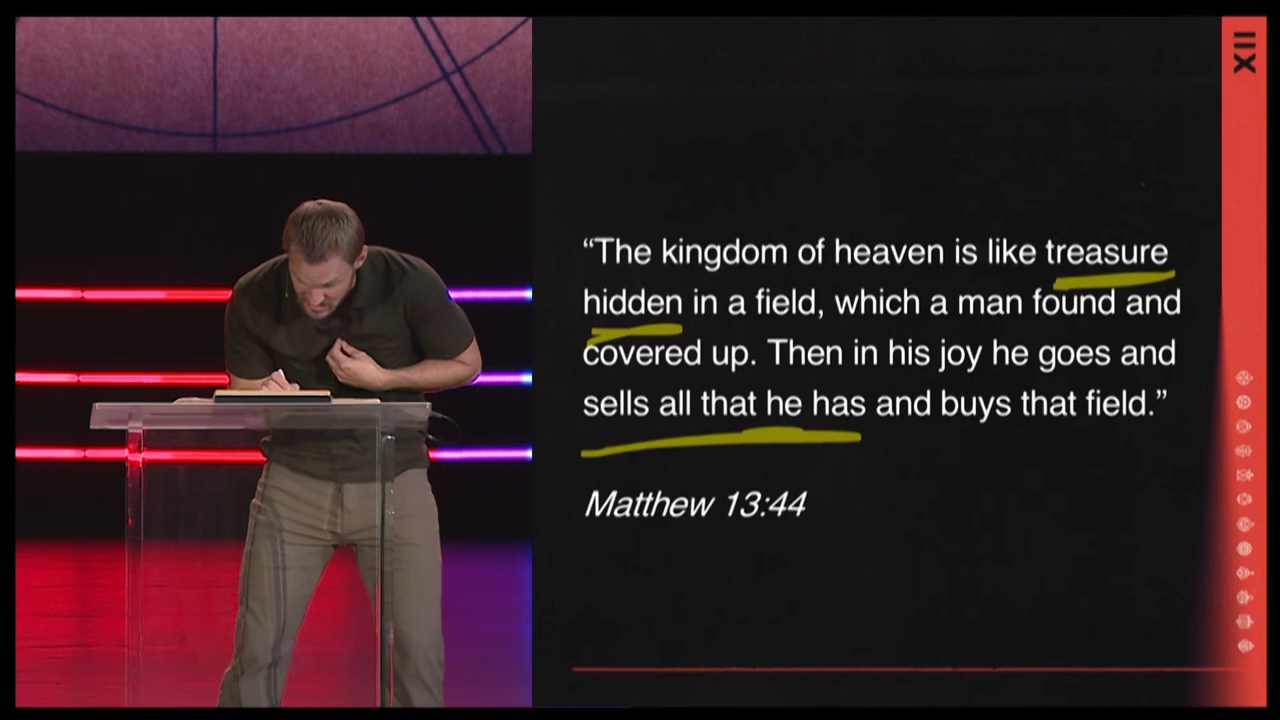 XII
“The kingdom of heaven is like treasure
hidden in a field, which a man found and
covered up. Then in his joy he goes and
sells all that he has and buys that field.”
Matthew 13:44